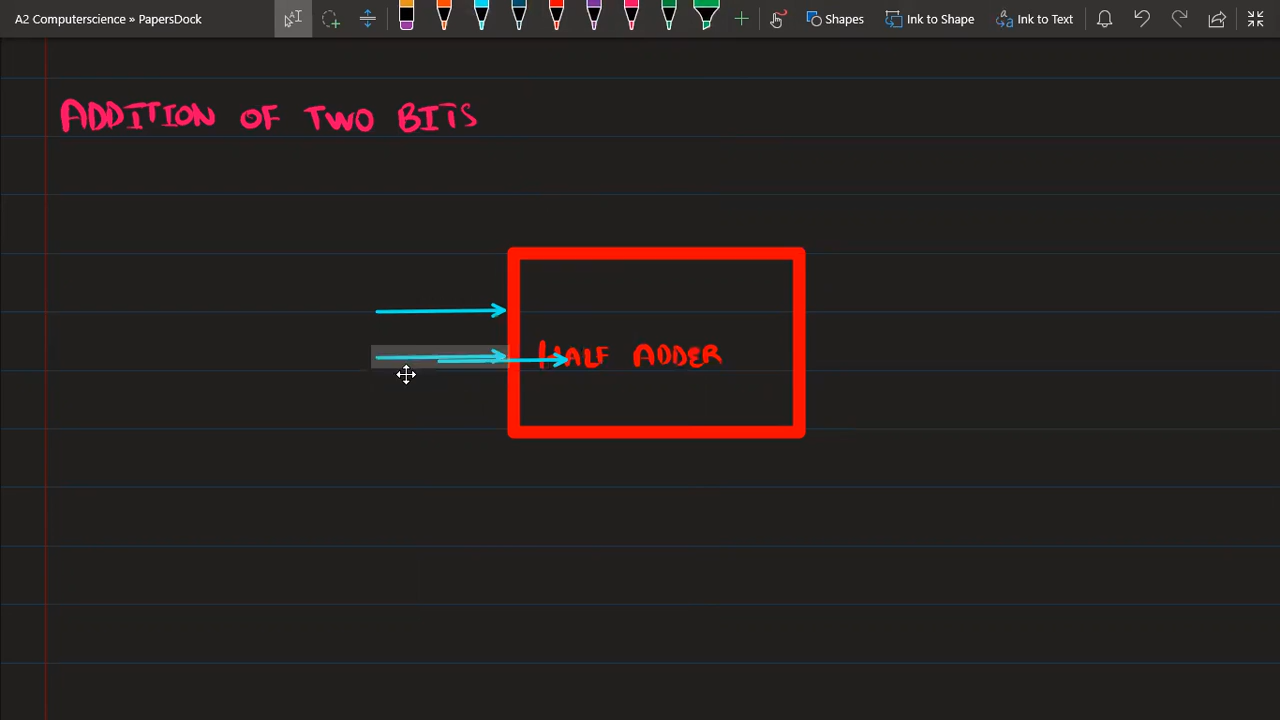 A2 Computerscience » PapersDock
Shapes
Ink to Shape
Ink to Text
ADDITION OF TWO BITS
HALF ADDER